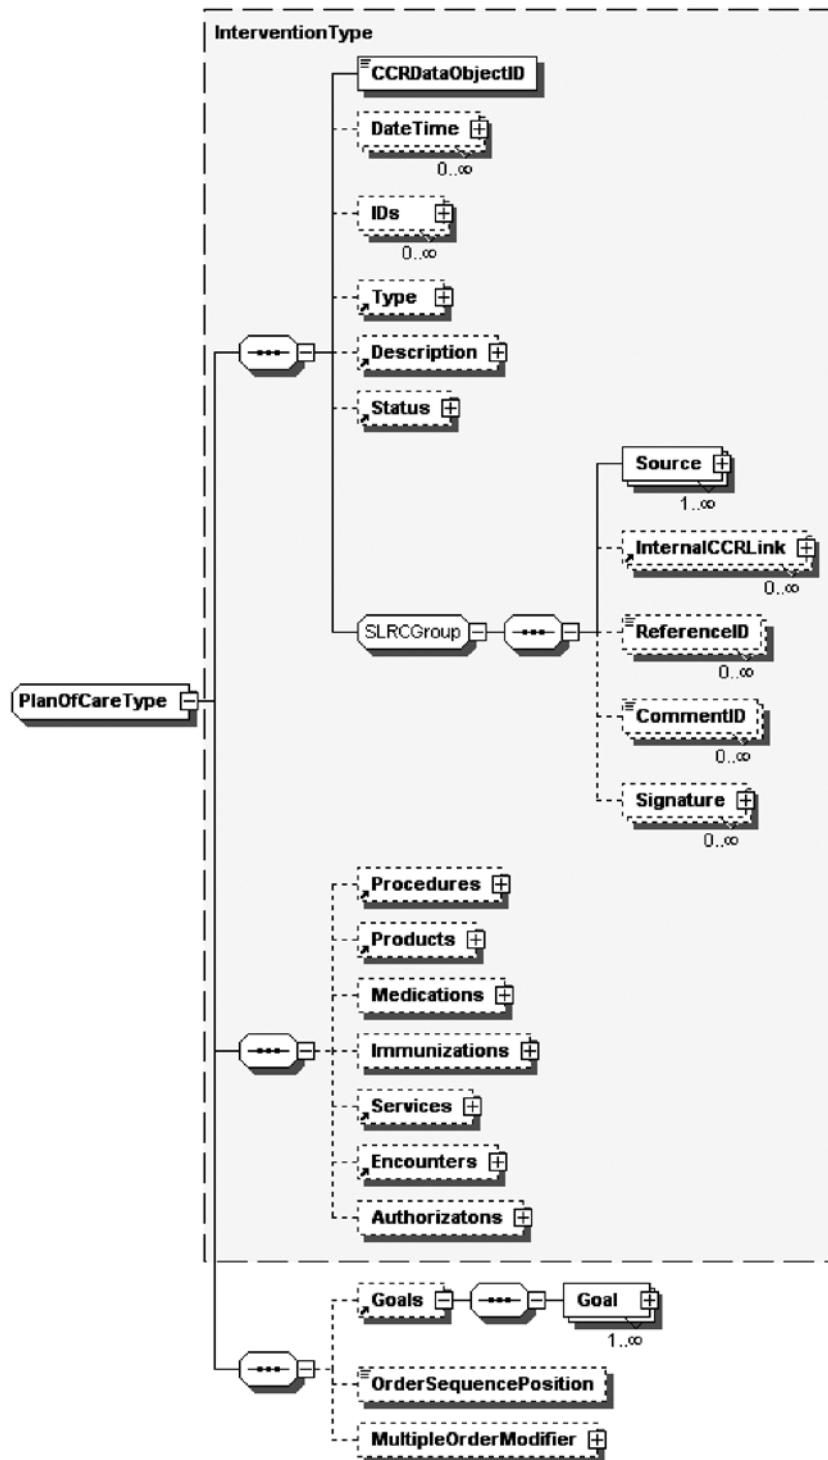 InterventionType
CCRDataObjectID
DateTime
0..∞
IDs
0..∞
Type
Description
Status
Source
1..∞
InternalCCRLink
0..∞
SLRCGroup
ReferenceID
0..∞
PlanOfCareType
CommentID
0..∞
Signature
0..∞
Procedures
Products
Medications
Immunizations
Services
Encounters
Authorizatons
Goals
Goal
1..∞
OrderSequencePosition
MultipleOrderModifier